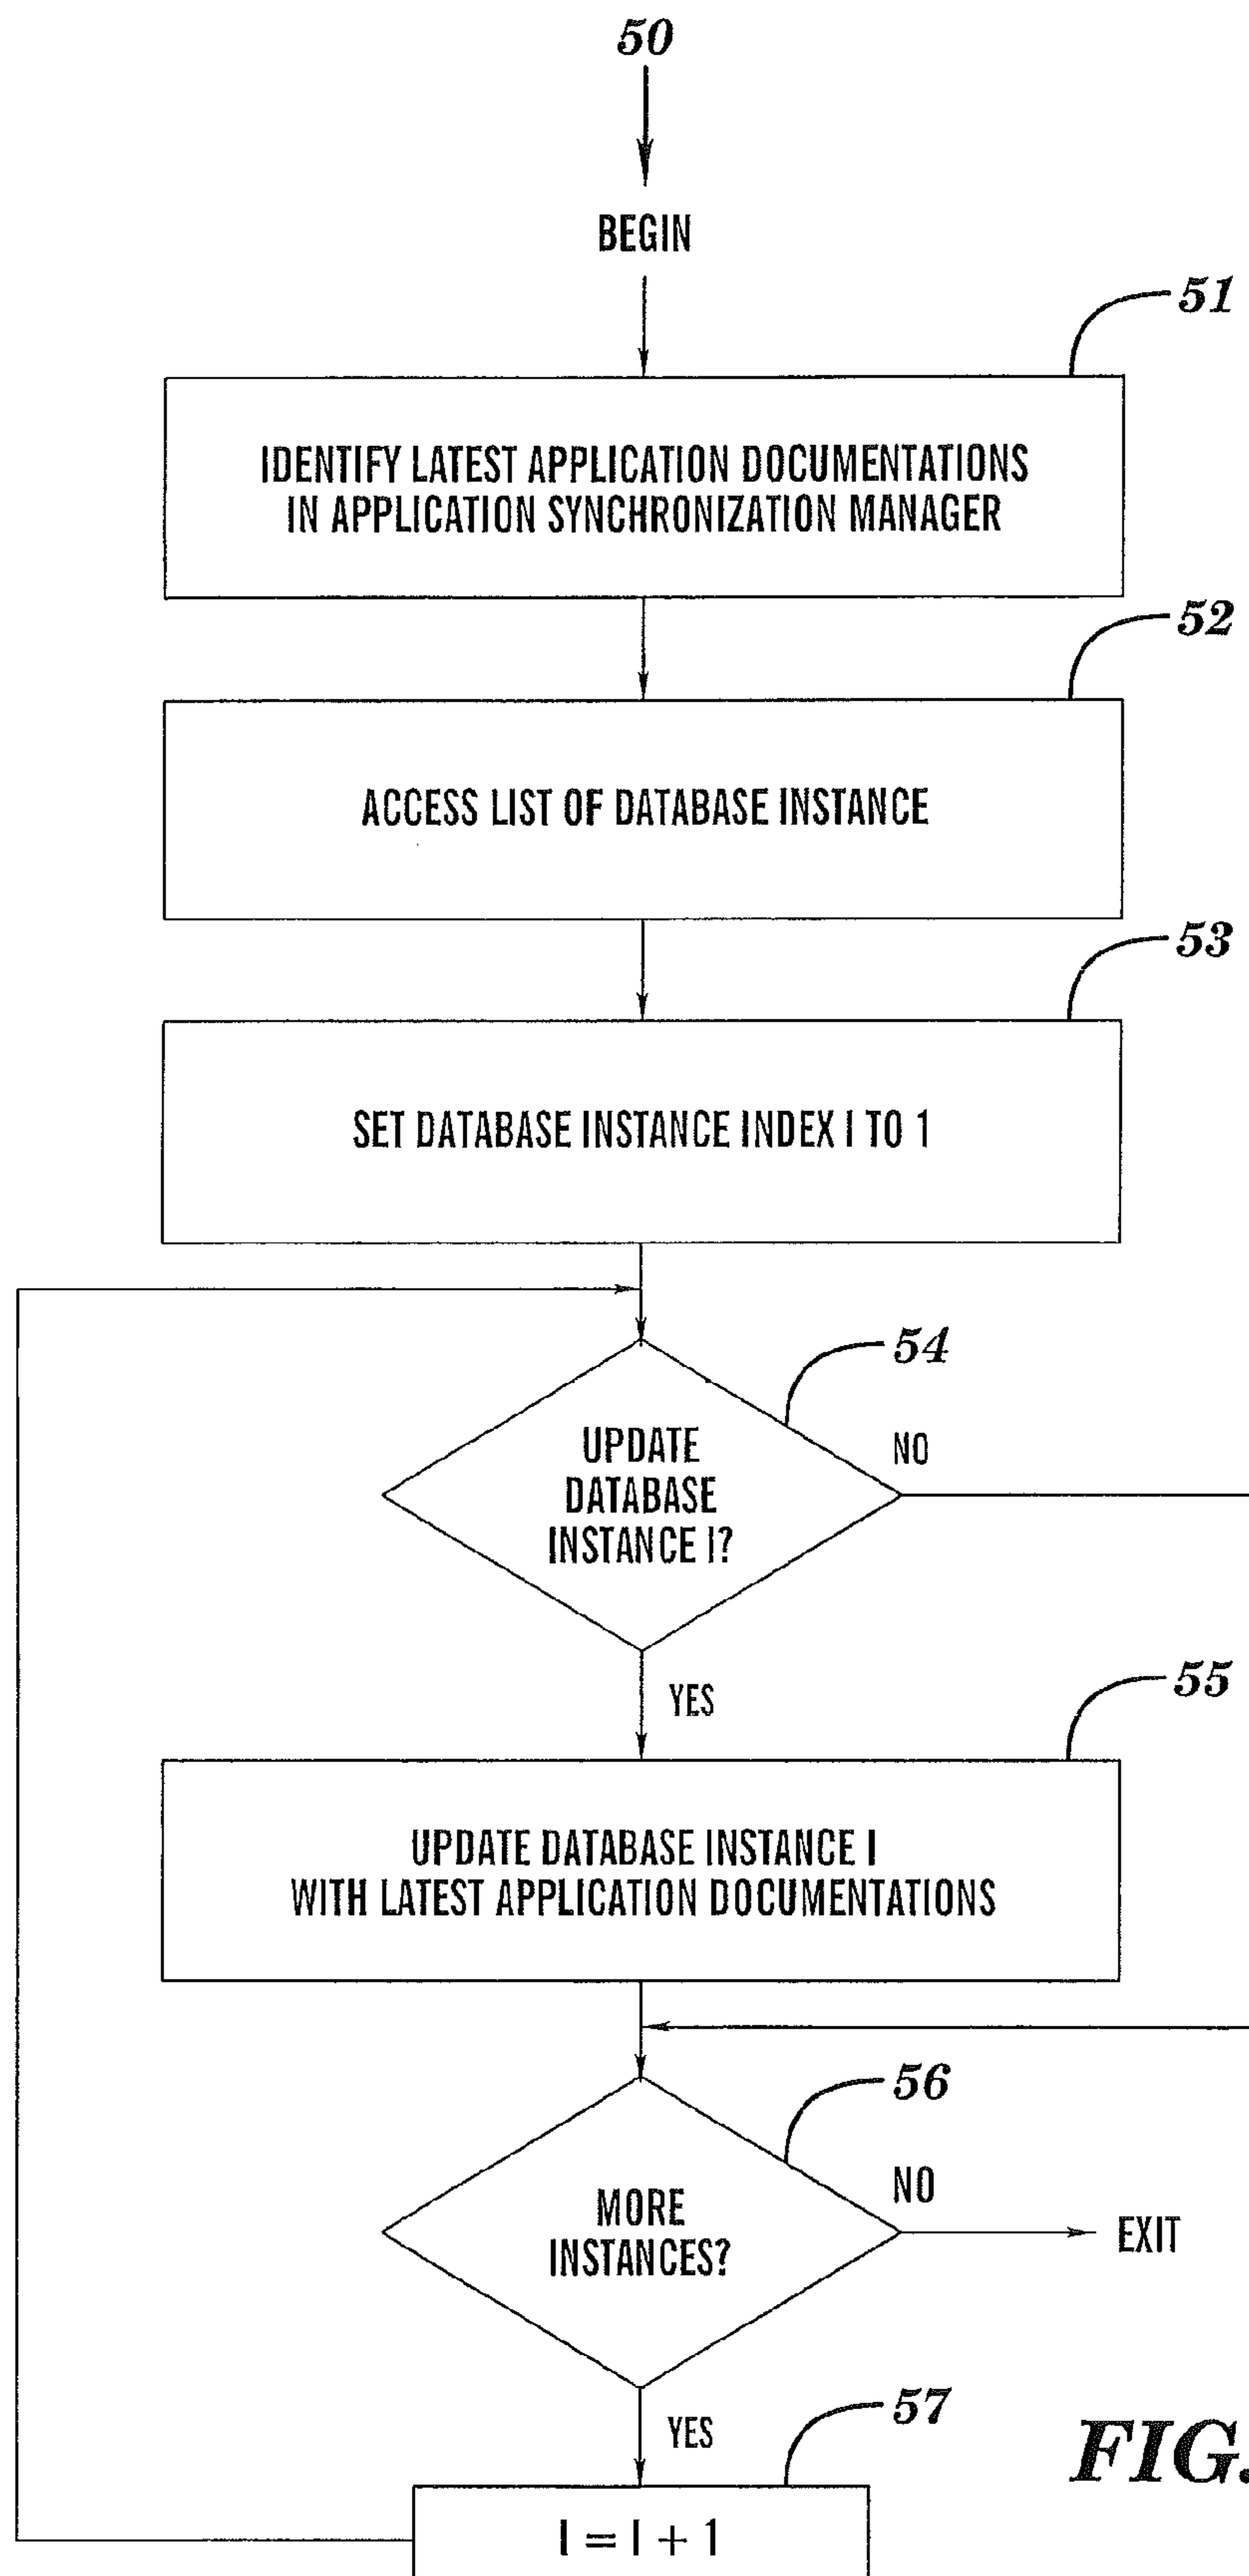 50
BEGIN
51
IDENTIFY LATEST APPLICATION DOCUMENTATIONS
IN APPLICATION SYNCHRONIZATION MANAGER
52
ACCESS LIST OF DATABASE INSTANCE
53
SET DATABASE INSTANCE INDEX I TO 1
54
UPDATE
DATABASE
INSTANCE I?
NO
YES
55
UPDATE DATABASE INSTANCE I
WITH LATEST APPLICATION DOCUMENTATIONS
56
MORE
INSTANCES?
NO
EXIT
YES
57
I = I + 1
FIG.